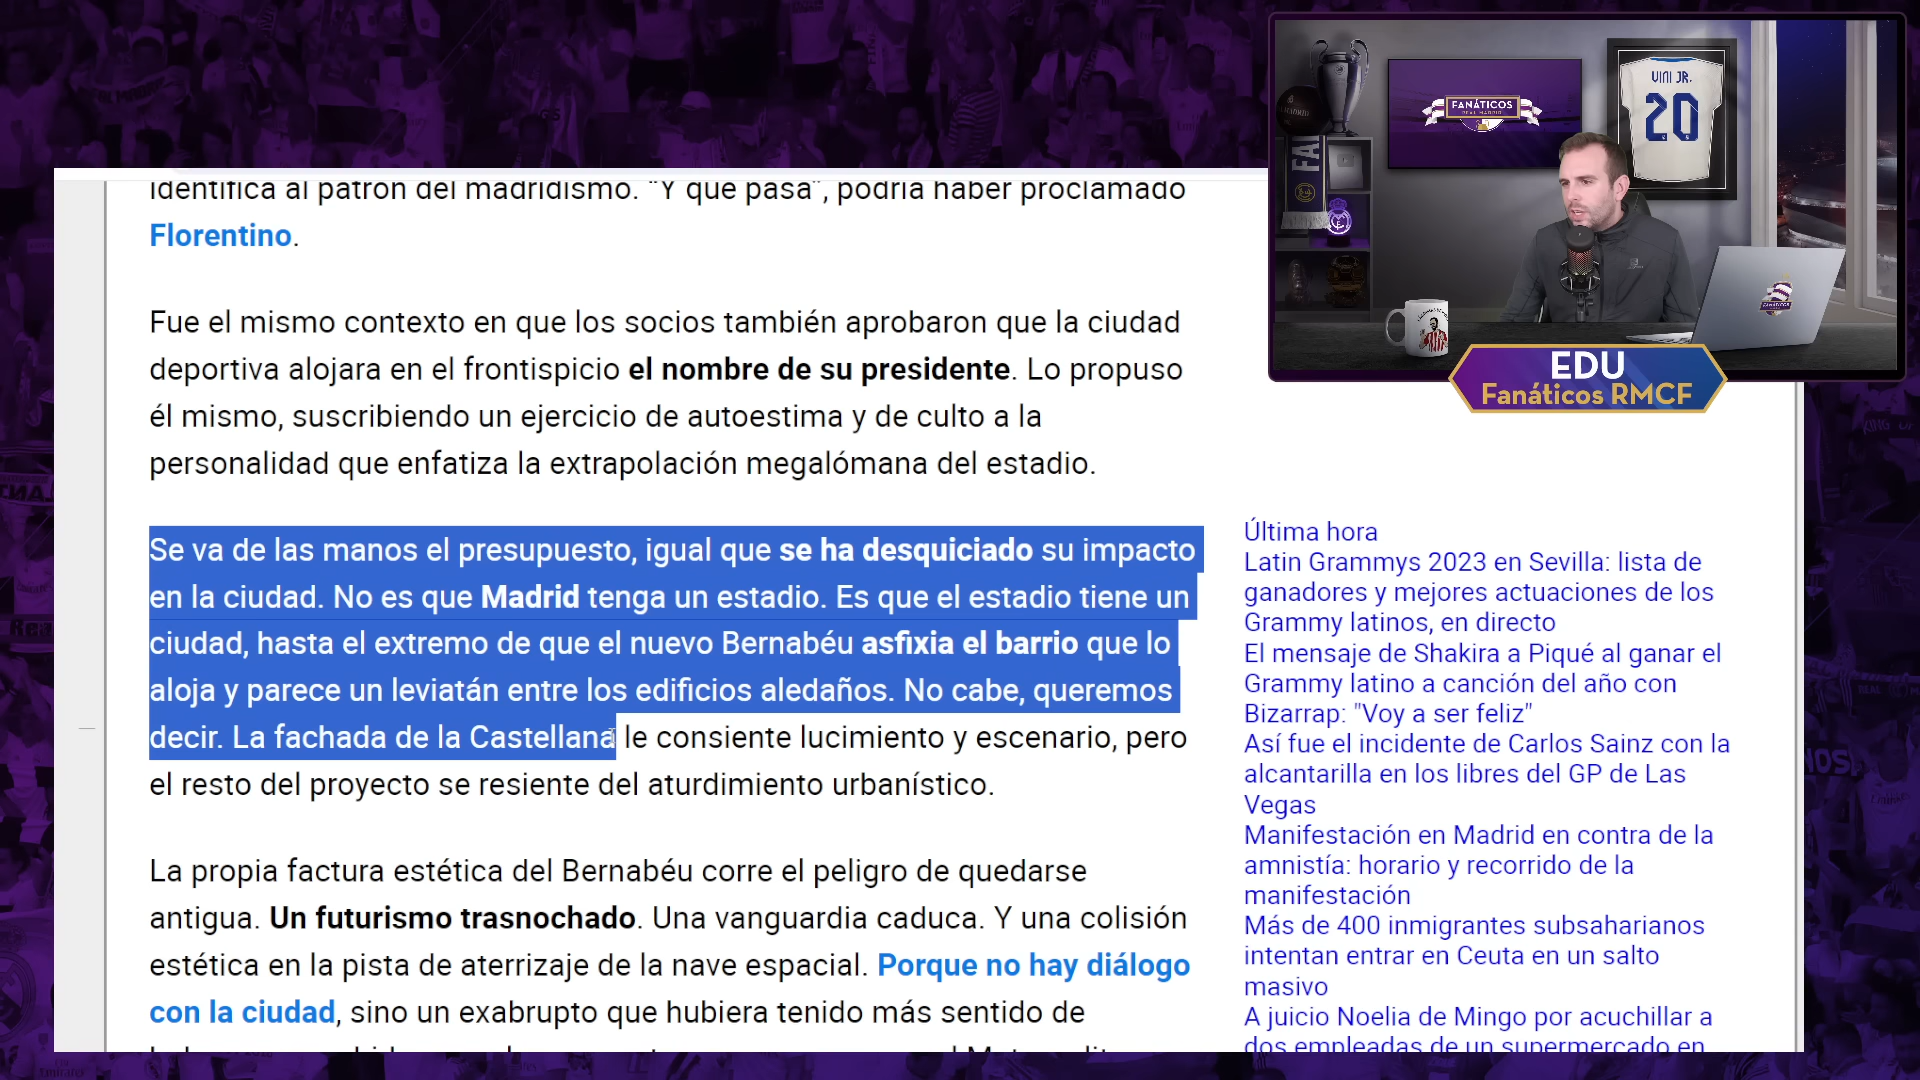 identifica al patrón del madridismo. “Y qué pasa”, podría haber proclamado
Florentino.
Fue el mismo contexto en que los socios también aprobaron que la ciudad
deportiva alojara en el frontispicio el nombre de su presidente. Lo propuso
él mismo, suscribiendo un ejercicio de autoestima y de culto a la
personalidad que enfatiza la extrapolación megalómana del estadio.
Se va de las manos el presupuesto, igual que se ha desquiciado su impacto
en la ciudad. No es que Madrid tenga un estadio. Es que el estadio tiene un
ciudad, hasta el extremo de que el nuevo Bernabéu asfixia el barrio que lo
aloja y parece un leviatán entre los edificios aledaños. No cabe, queremos
decir. La fachada de la Castellana le consiente lucimiento y escenario, pero
el resto del proyecto se resiente del aturdimiento urbanístico.
La propia factura estética del Bernabéu corre el peligro de quedarse
antigua. Un futurismo trasnochado. Una vanguardia caduca. Y una colisión
estética en la pista de aterrizaje de la nave espacial. Porque no hay diálogo
con la ciudad, sino un exabrupto que hubiera tenido más sentido de
Última hora
Latin Grammys 2023 en Sevilla: lista de
ganadores y mejores actuaciones de los
Grammy latinos, en directo
El mensaje de Shakira a Piqué al ganar el
Grammy latino a canción del año con
Bizarrap: "Voy a ser feliz"
Así fue el incidente de Carlos Sainz con la
alcantarilla en los libres del GP de Las
Vegas
Manifestación en Madrid en contra de la
amnistía: horario y recorrido de la
manifestación
Más de 400 inmigrantes subsaharianos
intentan entrar en Ceuta en un salto
masivo
A juicio Noelia de Mingo por acuchillar a
dos empleadas de un supermercado en
FANÁTICOS
REAL MADRID
VINI JR.
20
FAN
EDU
Fanáticos RMCF